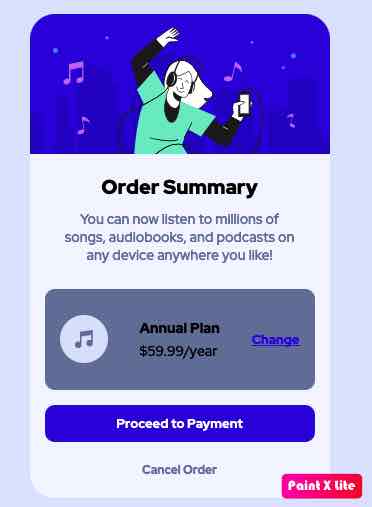 Order Summary
You can now listen to millions of
songs, audiobooks, and podcasts on
any device anywhere you like!
Annual Plan
$59.99/year
Change
Proceed to Payment
Cancel Order
Paint X Lite